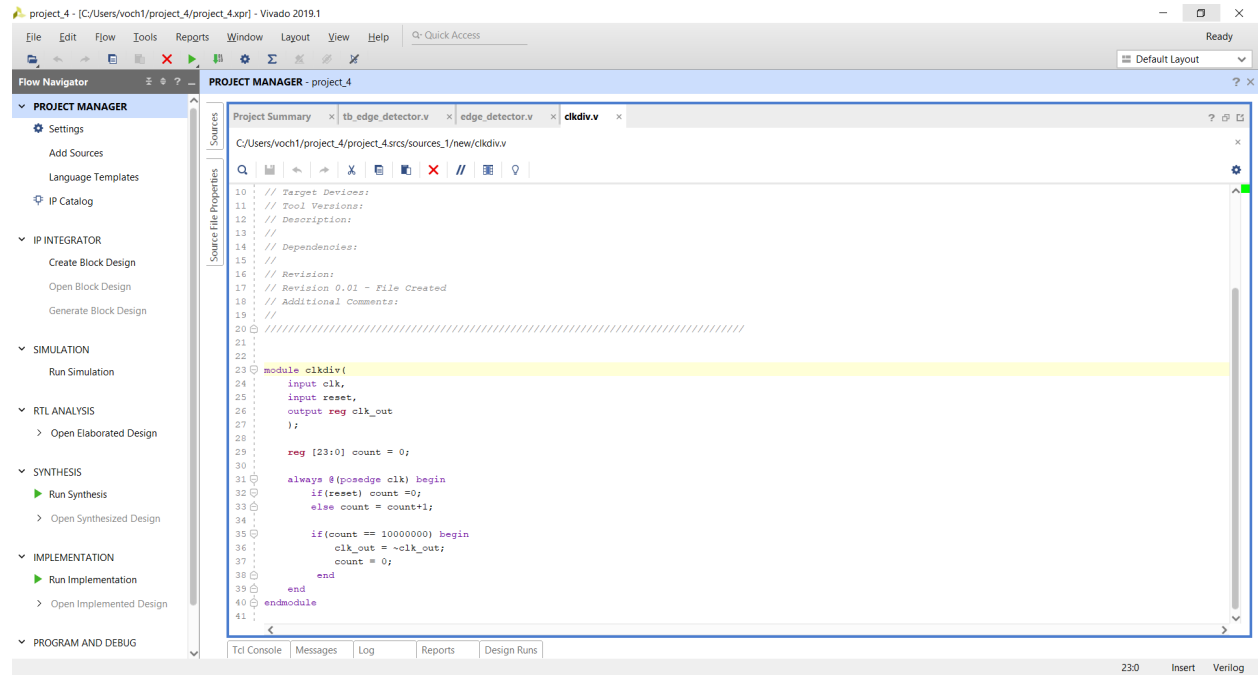 project_4 - [C:/Users/voch1/project_4/project_4.xpr] - Vivado 2019.1
File Edit Flow Tools Reports Window Layout View Help Quick Access Ready
Default Layout
Flow Navigator
PROJECT MANAGER - project_4
PROJECT MANAGER
Settings
Add Sources
Language Templates
IP Catalog
IP INTEGRATOR
Create Block Design
Open Block Design
Generate Block Design
SIMULATION
Run Simulation
RTL ANALYSIS
Open Elaborated Design
SYNTHESIS
Run Synthesis
Open Synthesized Design
IMPLEMENTATION
Run Implementation
Open Implemented Design
PROGRAM AND DEBUG
Sources
Source File Properties
Project Summary tb_edge_detector.v edge_detector.v clkdiv.v
C:/Users/voch1/project_4/project_4.srcs/sources_1/new/clkdiv.v
10 // Target Devices:
11 // Tool Versions:
12 // Description:
13 //
14 // Dependencies:
15 //
16 // Revision:
17 // Revision 0.01 - File Created
18 // Additional Comments:
19 //
20 //////////////////////////////////////////////////////////////////////////////////
21
22
23 module clkdiv(
24 input clk,
25 input reset,
26 output reg clk_out
27 );
28
29 reg [23:0] count = 0;
30
31 always @(posedge clk) begin
32 if(reset) count =0;
33 else count = count+1;
34
35 if(count == 10000000) begin
36 clk_out = ~clk_out;
37 count = 0;
38 end
39 end
40 endmodule
41
Tcl Console Messages Log Reports Design Runs
23:0 Insert Verilog